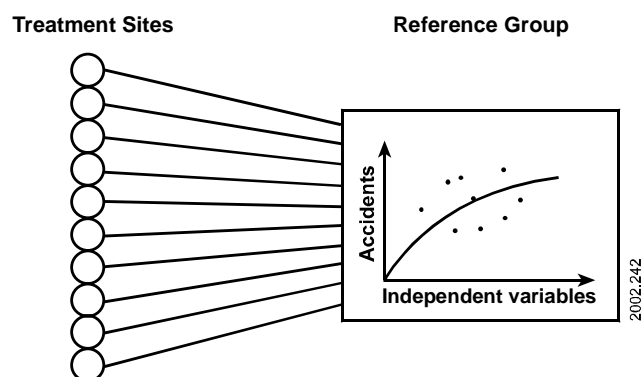 Treatment Sites
Reference Group
Accidents
Independent variables
2002.242